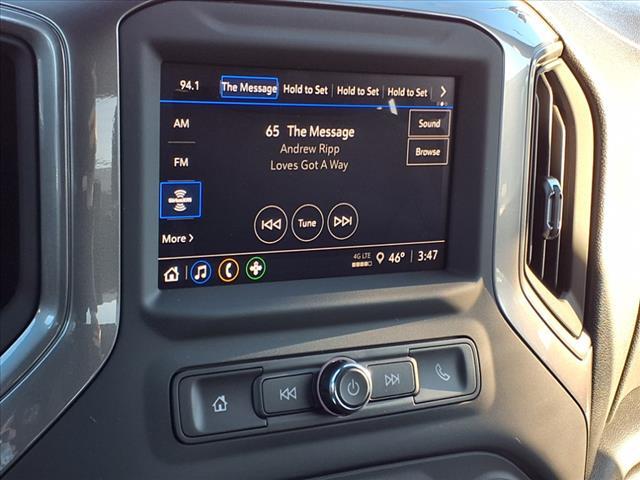 94.1 The Message Hold to Set Hold to Set Hold to Set
AM
65 The Message
Sound
Andrew Ripp
FM
Loves Got A Way
Browse
SiriusXM
More
Tune
4G LTE
46° 3:47